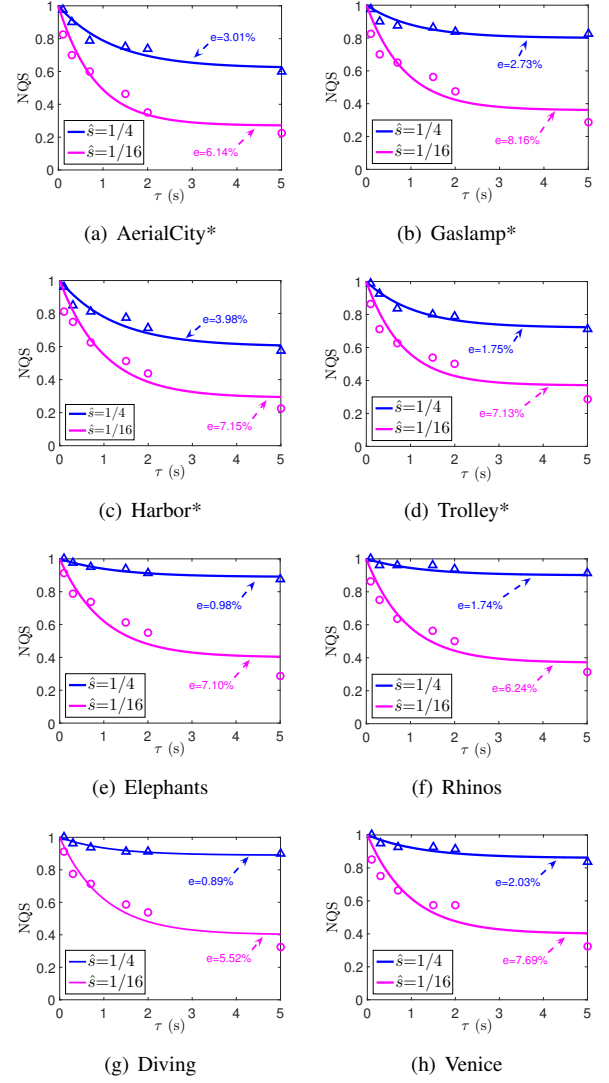 1
0.8
0.6
0.4
0.2
0
NQS
e=3.01%
e=6.14%
ŝ=1/4
ŝ=1/16
0 1 2 3 4 5
τ (s)
(a) AerialCity*
1
0.8
0.6
0.4
0.2
0
NQS
e=2.73%
e=8.16%
ŝ=1/4
ŝ=1/16
0 1 2 3 4 5
τ (s)
(b) Gaslamp*
1
0.8
0.6
0.4
0.2
0
NQS
e=3.98%
e=7.15%
ŝ=1/4
ŝ=1/16
0 1 2 3 4 5
τ (s)
(c) Harbor*
1
0.8
0.6
0.4
0.2
0
NQS
e=1.75%
e=7.13%
ŝ=1/4
ŝ=1/16
0 1 2 3 4 5
τ (s)
(d) Trolley*
1
0.8
0.6
0.4
0.2
0
NQS
e=0.98%
e=7.10%
ŝ=1/4
ŝ=1/16
0 1 2 3 4 5
τ (s)
(e) Elephants
1
0.8
0.6
0.4
0.2
0
NQS
e=1.74%
e=6.24%
ŝ=1/4
ŝ=1/16
0 1 2 3 4 5
τ (s)
(f) Rhinos
1
0.8
0.6
0.4
0.2
0
NQS
e=0.89%
e=5.52%
ŝ=1/4
ŝ=1/16
0 1 2 3 4 5
τ (s)
(g) Diving
1
0.8
0.6
0.4
0.2
0
NQS
e=2.03%
e=7.69%
ŝ=1/4
ŝ=1/16
0 1 2 3 4 5
τ (s)
(h) Venice